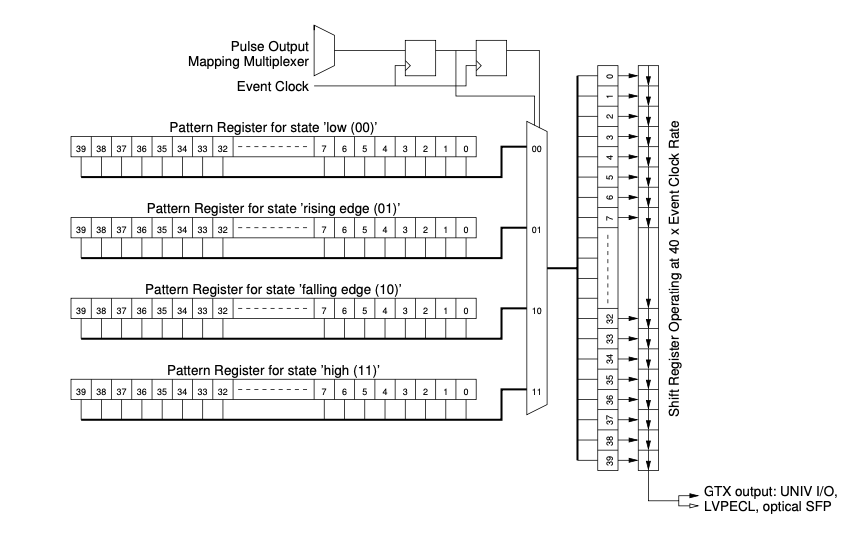 Pulse Output
Mapping Multiplexer
Event Clock
Pattern Register for state 'low (00)'
39 38 37 36 35 34 33 32 7 6 5 4 3 2 1 0
00
Pattern Register for state 'rising edge (01)'
39 38 37 36 35 34 33 32 7 6 5 4 3 2 1 0
01
Pattern Register for state 'falling edge (10)'
39 38 37 36 35 34 33 32 7 6 5 4 3 2 1 0
10
Pattern Register for state 'high (11)'
39 38 37 36 35 34 33 32 7 6 5 4 3 2 1 0
11
0
1
2
3
4
5
6
7
32
33
34
35
36
37
38
39
Shift Register Operating at 40 x Event Clock Rate
GTX output: UNIV I/O,
LVPECL, optical SFP